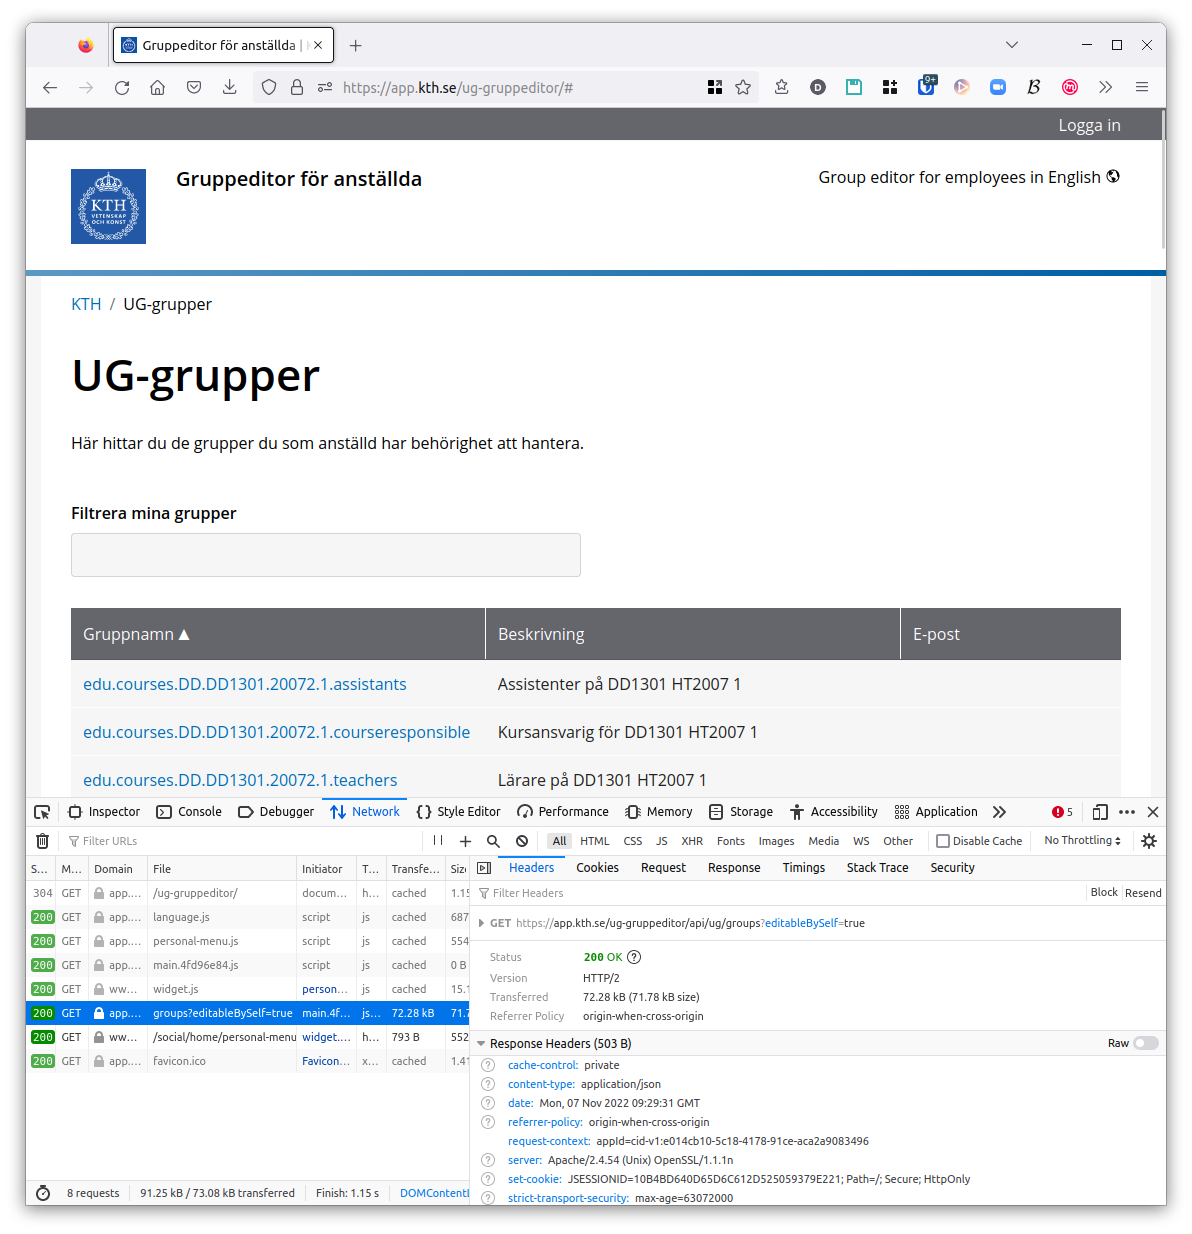 Gruppeditor för anställda |
https://app.kth.se/ug-gruppeditor/#
D
9+
Logga in
KTH
VETENSKAP
OCH KONST
Gruppeditor för anställda
Group editor for employees in English
KTH / UG-grupper
UG-grupper
Här hittar du de grupper du som anställd har behörighet att hantera.
Filtrera mina grupper
Gruppnamn ▲ Beskrivning E-post
edu.courses.DD.DD1301.20072.1.assistants Assistenter på DD1301 HT2007 1
edu.courses.DD.DD1301.20072.1.courseresponsible Kursansvarig för DD1301 HT2007 1
edu.courses.DD.DD1301.20072.1.teachers Lärare på DD1301 HT2007 1
Inspector Console Debugger Network Style Editor Performance Memory Storage Accessibility Application 5
Filter URLs All HTML CSS JS XHR Fonts Images Media WS Other Disable Cache No Throttling
S... M... Domain File Initiator T... Transfe... Siz
304 GET app.... /ug-gruppeditor/ docum... h... cached 1.15
200 GET app.... language.js script js cached 687
200 GET app.... personal-menu.js script js cached 554
200 GET app.... main.4fd96e84.js script js cached 0 B
200 GET ww... widget.js person... js cached 15.1
200 GET app.... groups?editableBySelf=true main.4f... js... 72.28 kB 71.7
200 GET ww... /social/home/personal-menu widget.... h... 793 B 552
200 GET app.... favicon.ico Favicon... x... cached 1.41
8 requests 91.25 kB / 73.08 kB transferred Finish: 1.15 s DOMContentL
Headers Cookies Request Response Timings Stack Trace Security
Filter Headers Block Resend
GET https://app.kth.se/ug-gruppeditor/api/ug/groups?editableBySelf=true
Status 200 OK ?
Version HTTP/2
Transferred 72.28 kB (71.78 kB size)
Referrer Policy origin-when-cross-origin
Response Headers (503 B) Raw
? cache-control: private
? content-type: application/json
? date: Mon, 07 Nov 2022 09:29:31 GMT
? referrer-policy: origin-when-cross-origin
request-context: appId=cid-v1:e014cb10-5c18-4178-91ce-aca2a9083496
? server: Apache/2.4.54 (Unix) OpenSSL/1.1.1n
? set-cookie: JSESSIONID=10B4BD640D65D6C612D525059379E221; Path=/; Secure; HttpOnly
? strict-transport-security: max-age=63072000